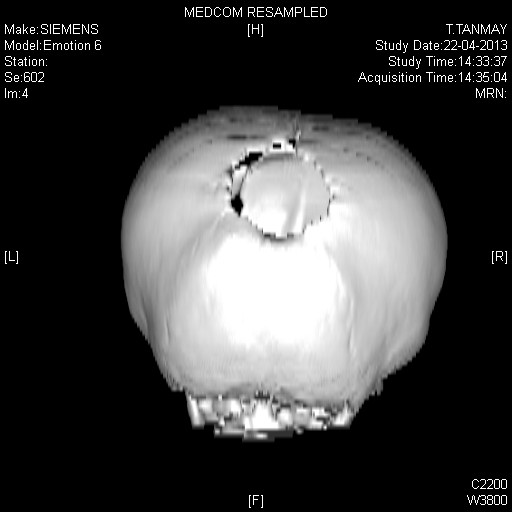 MEDCOM RESAMPLED
Make:SIEMENS
Model:Emotion 6
Station:
Se:602
Im:4
[H]
T.TANMAY
Study Date:22-04-2013
Study Time:14:33:37
Acquisition Time:14:35:04
MRN:
[L]
[R]
[F]
C2200
W3800